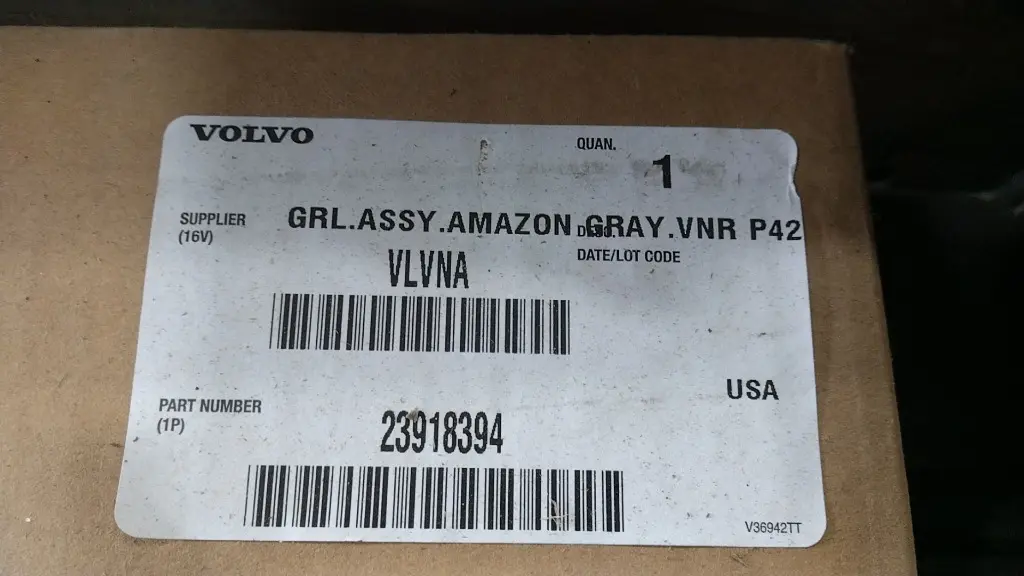 VOLVO
QUAN.
1
SUPPLIER
(16V)
GRL.ASSY.AMAZON.GRAY.VNR P42
DATE/LOT CODE
VLVNA
USA
PART NUMBER
(1P)
23918394
V36942TT